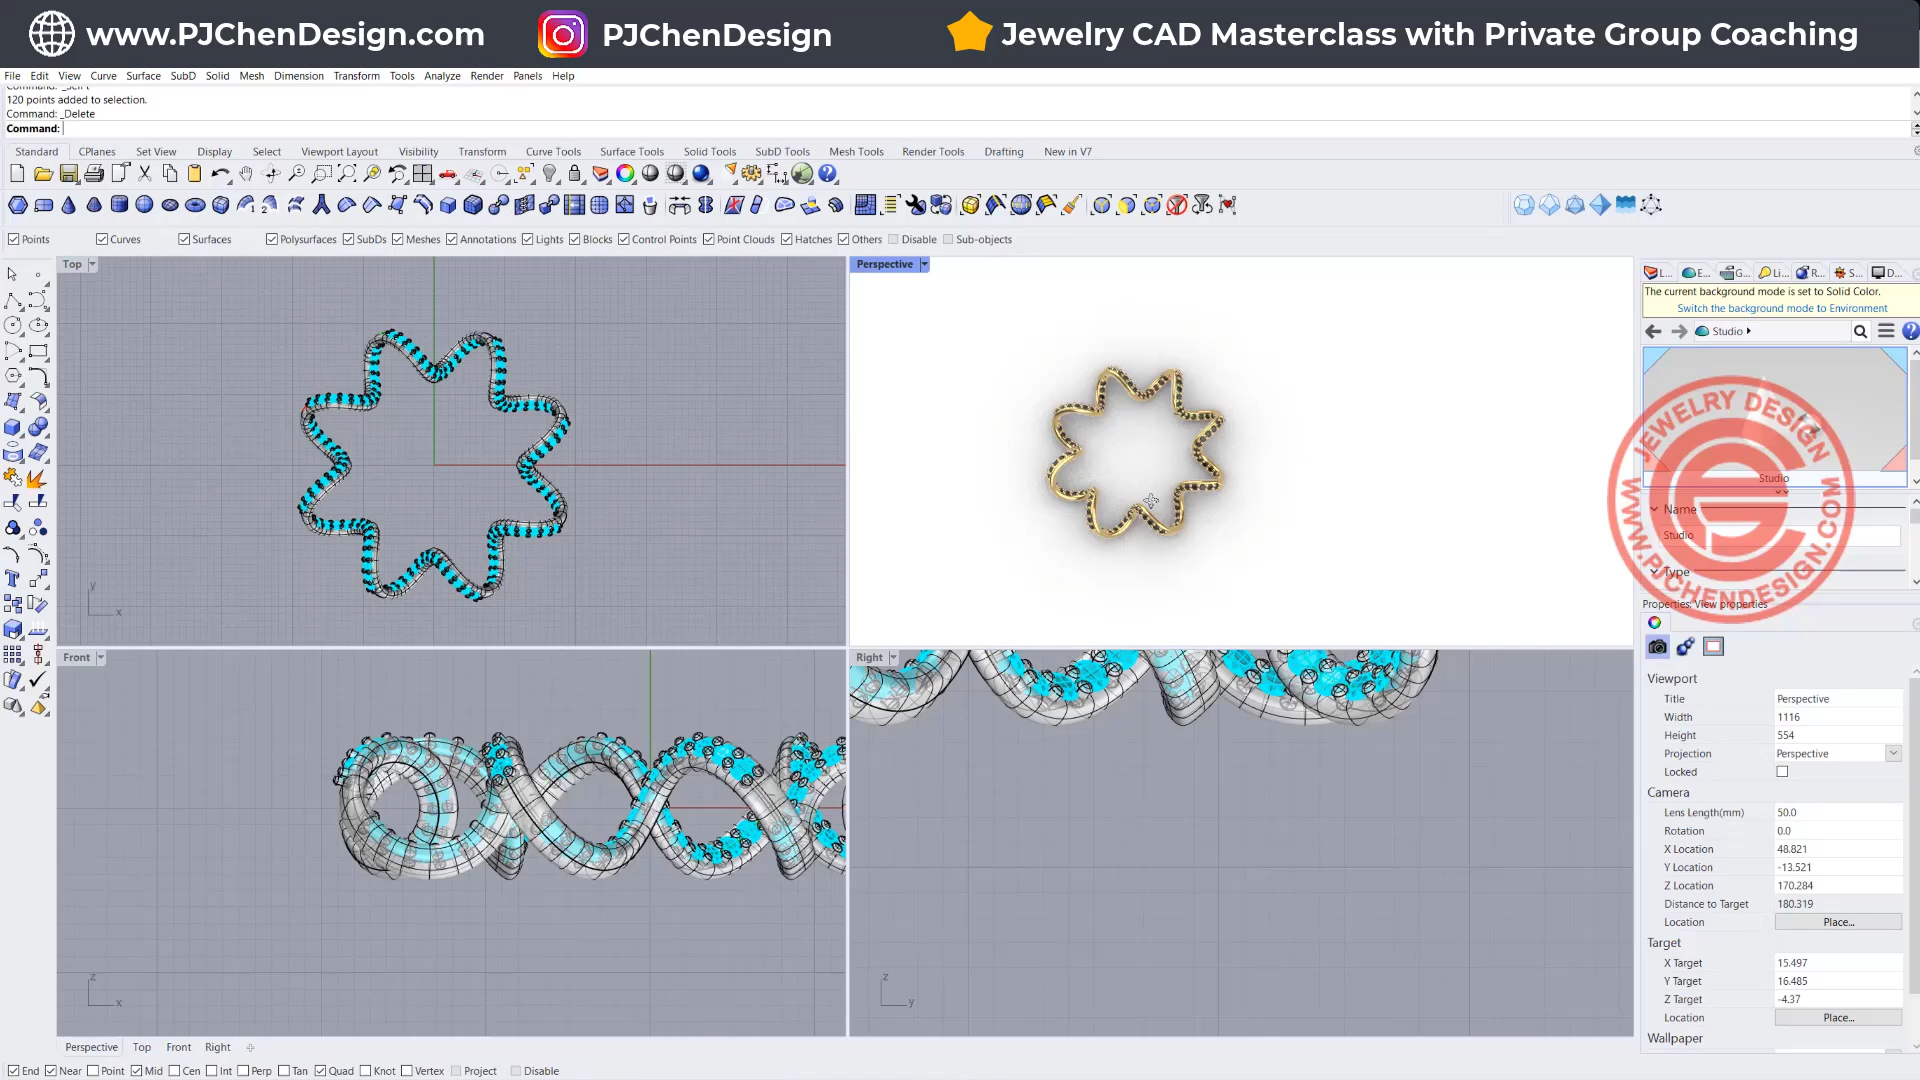 www.PJChenDesign.com PJChenDesign Jewelry CAD Masterclass with Private Group Coaching
File Edit View Curve Surface SubD Solid Mesh Dimension Transform Tools Analyze Render Panels Help
120 points added to selection.
Command: _Delete
Command:
Standard CPlanes Set View Display Select Viewport Layout Visibility Transform Curve Tools Surface Tools Solid Tools SubD Tools Mesh Tools Render Tools Drafting New in V7
Points Curves Surfaces Polysurfaces SubDs Meshes Annotations Lights Blocks Control Points Point Clouds Hatches Others Disable Sub-objects
Top
Perspective
L... E... G... Li... R... S... D...
The current background mode is set to Solid Color.
Switch the background mode to Environment
Studio
Studio
Name
Studio
Type
JEWELRY DESIGN
WWW.PJCHENDESIGN.COM
Properties: View properties
y
x
Front
Right
z
x
z
y
Viewport
Title Perspective
Width 1116
Height 554
Projection Perspective
Locked
Camera
Lens Length(mm) 50.0
Rotation 0.0
X Location 48.821
Y Location -13.521
Z Location 170.284
Distance to Target 180.319
Location Place...
Target
X Target 15.497
Y Target 16.485
Z Target -4.37
Location Place...
Wallpaper
Perspective Top Front Right
End Near Point Mid Cen Int Perp Tan Quad Knot Vertex Project Disable